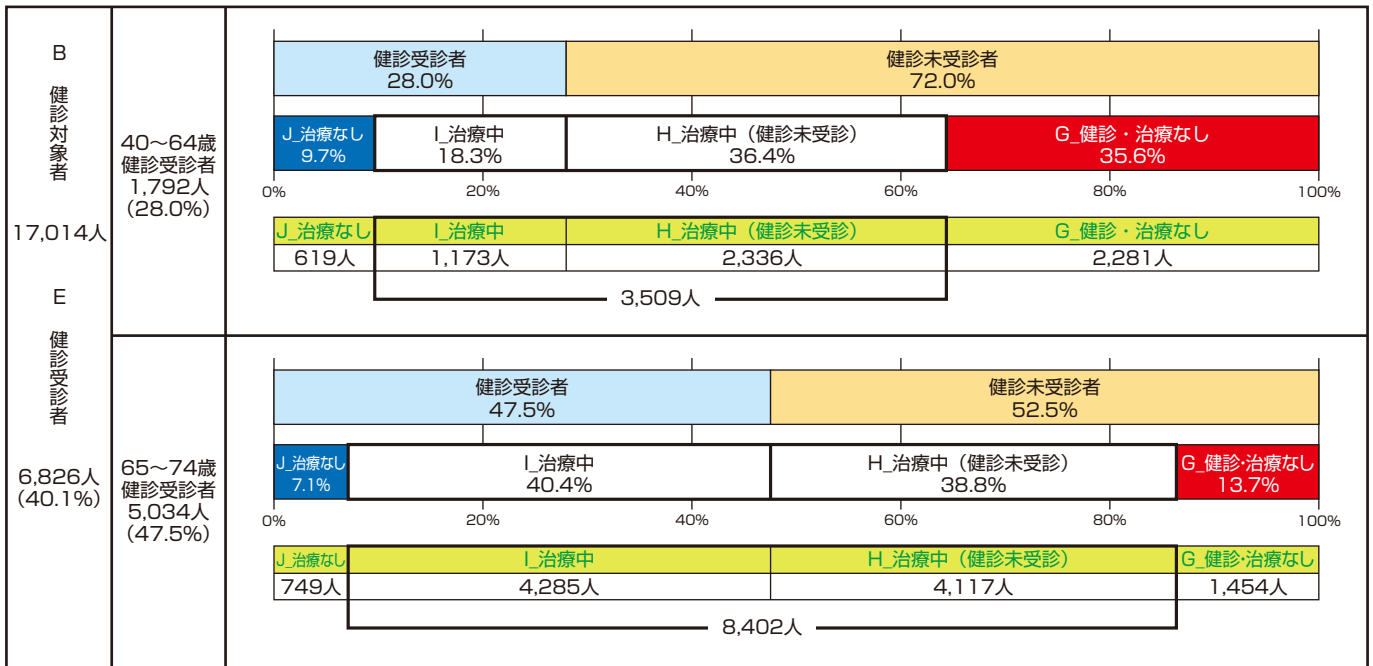 B 健診対象者
17,014人
E 健診受診者
6,826人
(40.1%)
40〜64歳
健診受診者
1,792人
(28.0%)
健診受診者
28.0%
健診未受診者
72.0%
J_治療なし
9.7%
I_治療中
18.3%
H_治療中（健診未受診）
36.4%
G_健診・治療なし
35.6%
0% 20% 40% 60% 80% 100%
J_治療なし I_治療中 H_治療中（健診未受診） G_健診・治療なし
619人 1,173人 2,336人 2,281人
3,509人
65〜74歳
健診受診者
5,034人
(47.5%)
健診受診者
47.5%
健診未受診者
52.5%
J_治療なし
7.1%
I_治療中
40.4%
H_治療中（健診未受診）
38.8%
G_健診・治療なし
13.7%
0% 20% 40% 60% 80% 100%
J_治療なし I_治療中 H_治療中（健診未受診） G_健診・治療なし
749人 4,285人 4,117人 1,454人
8,402人